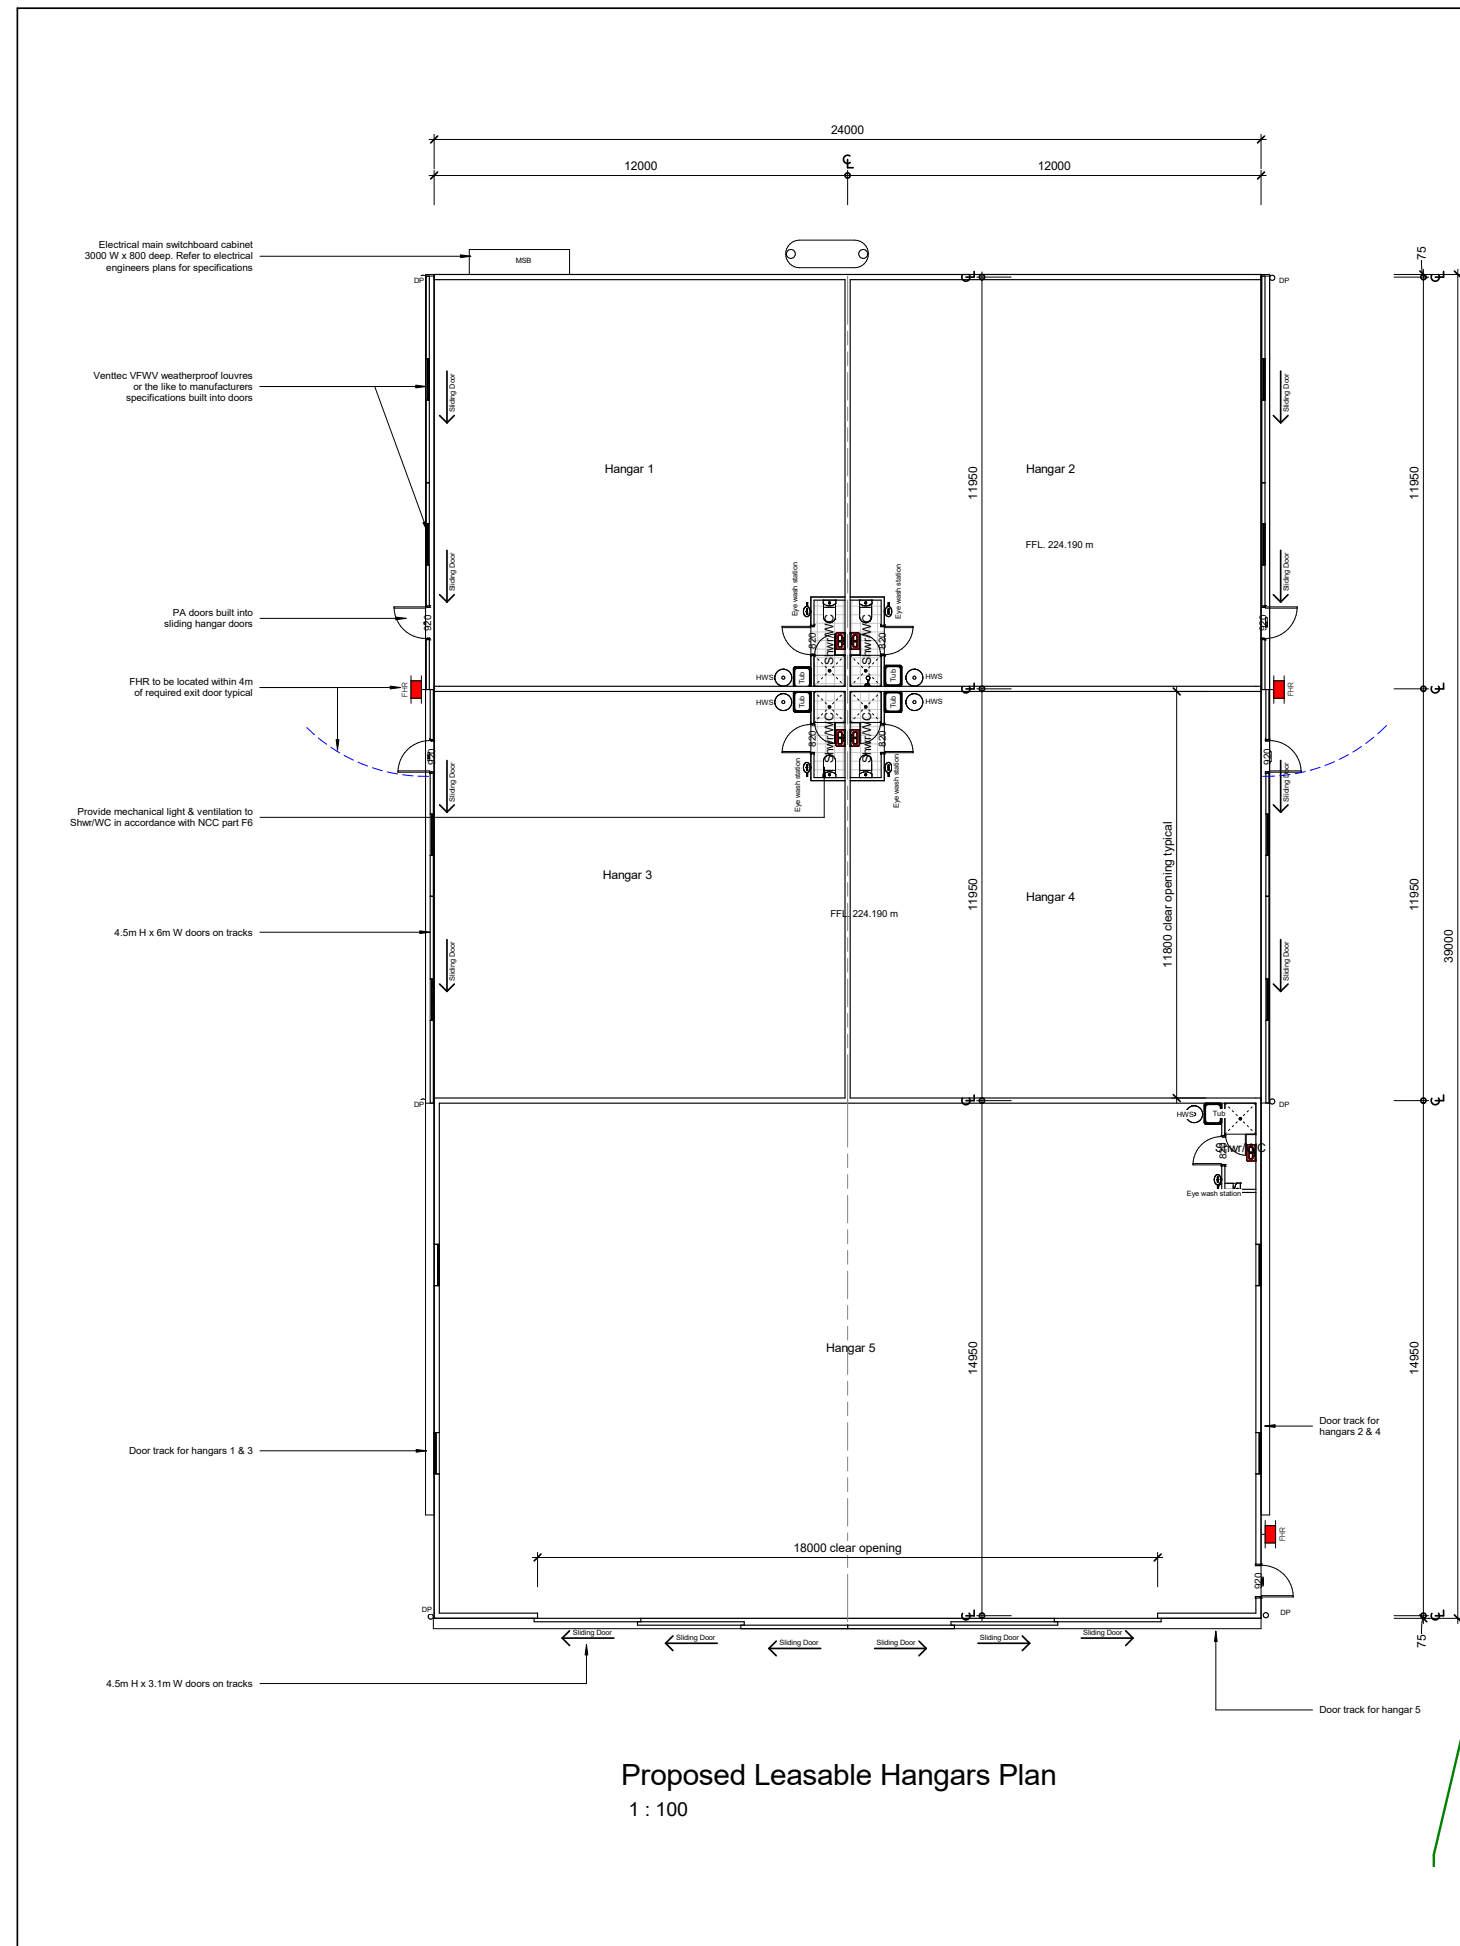 24000
12000
12000
Electrical main switchboard cabinet
3000 W x 800 deep. Refer to electrical
engineers plans for specifications
MSB
75
DP
DP
Venttec VFWV weatherproof louvres
or the like to manufacturers
specifications built into doors
Sliding Door
Sliding Door
Hangar 1
Hangar 2
11950
11950
FFL. 224.190 m
Sliding Door
Sliding Door
Eye wash station
Eye wash station
PA doors built into
sliding hangar doors
920
820
Shwr/WC
Shwr/WC
820
920
HWS
Tub
Tub
HWS
FHR to be located within 4m
of required exit door typical
FHR
FHR
HWS
Tub
Tub
HWS
920
820
Shwr/WC
Shwr/WC
820
920
Sliding Door
Eye wash station
Eye wash station
Sliding Door
Provide mechanical light & ventilation to
Shwr/WC in accordance with NCC part F6
11800 clear opening typical
Hangar 3
Hangar 4
11950
11950
FFL. 224.190 m
4.5m H x 6m W doors on tracks
39000
Sliding Door
Sliding Door
DP
DP
HWS
Tub
820
Shwr/WC
Eye wash station
Hangar 5
14950
14950
Door track for hangars 1 & 3
Door track for
hangars 2 & 4
FHR
18000 clear opening
920
DP
DP
75
Sliding Door
Sliding Door
Sliding Door
Sliding Door
Sliding Door
Sliding Door
4.5m H x 3.1m W doors on tracks
Door track for hangar 5
Proposed Leasable Hangars Plan
1 : 100